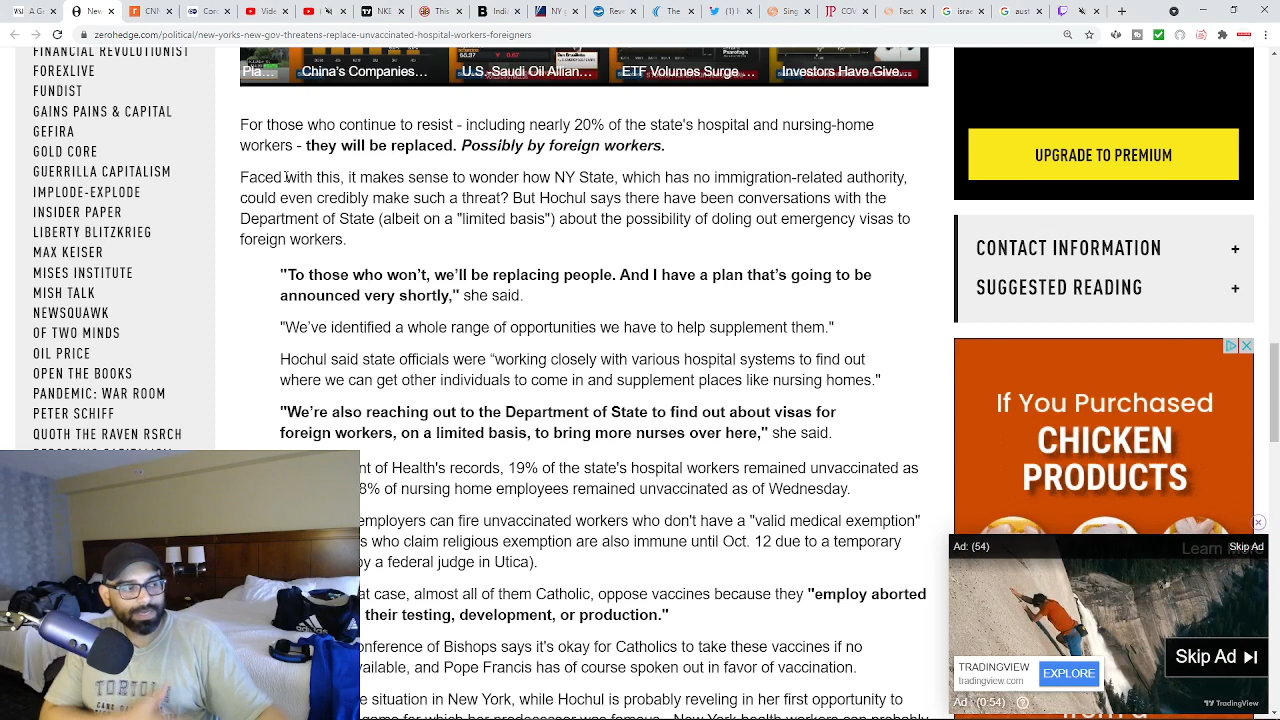 zerohedge.com/political/new-yorks-new-gov-threatens-replace-unvaccinated-hospital-workers-foreigners
FINANCIAL REVOLUTIONIST
FOREXLIVE
FUNDIST
GAINS PAINS & CAPITAL
GEFIRA
GOLD CORE
GUERRILLA CAPITALISM
IMPLODE-EXPLODE
INSIDER PAPER
LIBERTY BLITZKRIEG
MAX KEISER
MISES INSTITUTE
MISH TALK
NEWSQUAWK
OF TWO MINDS
OIL PRICE
OPEN THE BOOKS
PANDEMIC: WAR ROOM
PETER SCHIFF
QUOTH THE RAVEN RSRCH
Pla... China's Companies... U.S.-Saudi Oil Allian... ETF Volumes Surge... Investors Have Give...
For those who continue to resist - including nearly 20% of the state's hospital and nursing-home
workers - they will be replaced. Possibly by foreign workers.
Faced with this, it makes sense to wonder how NY State, which has no immigration-related authority,
could even credibly make such a threat? But Hochul says there have been conversations with the
Department of State (albeit on a "limited basis") about the possibility of doling out emergency visas to
foreign workers.
"To those who won't, we'll be replacing people. And I have a plan that's going to be
announced very shortly," she said.
"We've identified a whole range of opportunities we have to help supplement them."
Hochul said state officials were "working closely with various hospital systems to find out
where we can get other individuals to come in and supplement places like nursing homes."
"We're also reaching out to the Department of State to find out about visas for
foreign workers, on a limited basis, to bring more nurses over here," she said.
nt of Health's records, 19% of the state's hospital workers remained unvaccinated as
8% of nursing home employees remained unvaccinated as of Wednesday.
employers can fire unvaccinated workers who don't have a "valid medical exemption"
s who claim religious exemption are also immune until Oct. 12 due to a temporary
by a federal judge in Utica).
at case, almost all of them Catholic, oppose vaccines because they "employ aborted
their testing, development, or production."
onference of Bishops says it's okay for Catholics to take these vaccines if no
vailable, and Pope Francis has of course spoken out in favor of vaccination.
e situation in New York, while Hochul is probably reveling in her first opportunity to
UPGRADE TO PREMIUM
CONTACT INFORMATION +
SUGGESTED READING +
If You Purchased
CHICKEN
PRODUCTS
Ad: (54)
Learn More
Skip Ad
Skip Ad
TRADINGVIEW
tradingview.com
EXPLORE
Ad : (0:54)
TradingView